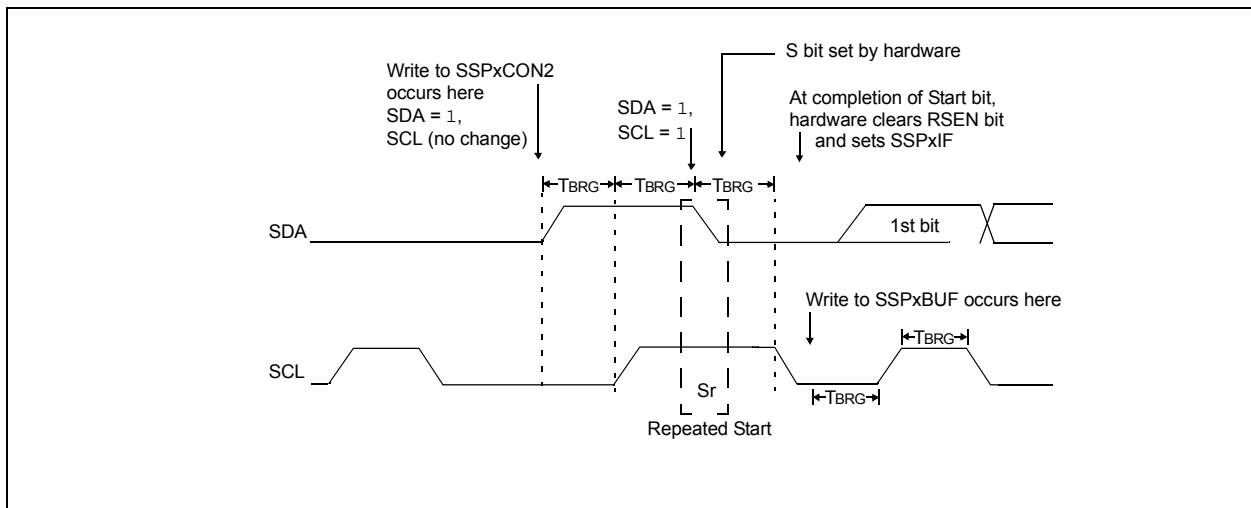 S bit set by hardware
Write to SSPxCON2
occurs here
SDA = 1,
SCL (no change)
SDA = 1,
SCL = 1
At completion of Start bit,
hardware clears RSEN bit
and sets SSPxIF
TBRG TBRG TBRG
SDA
1st bit
Write to SSPxBUF occurs here
TBRG
SCL
Sr
TBRG
Repeated Start